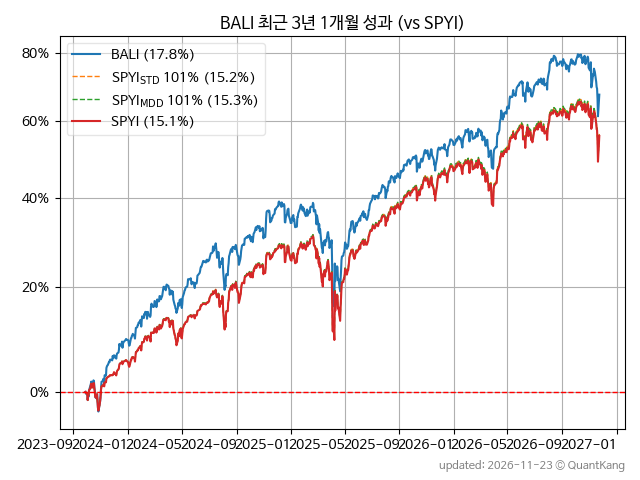 BALI 최근 3년 1개월 성과 (vs SPYI)
BALI (17.8%)
SPYI_STD 101% (15.2%)
SPYI_MDD 101% (15.3%)
SPYI (15.1%)
80%
60%
40%
20%
0%
2023-09 2024-01 2024-05 2024-09 2025-01 2025-05 2025-09 2026-01 2026-05 2026-09 2027-01
updated: 2026-11-23 © QuantKang